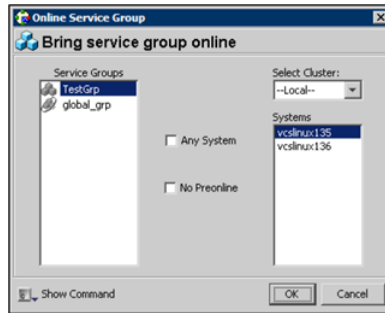 Online Service Group
Bring service group online
Service Groups
TestGrp
global_grp
Any System
No Preonline
Select Cluster:
--Local--
Systems
vcslinux135
vcslinux136
Show Command
OK
Cancel